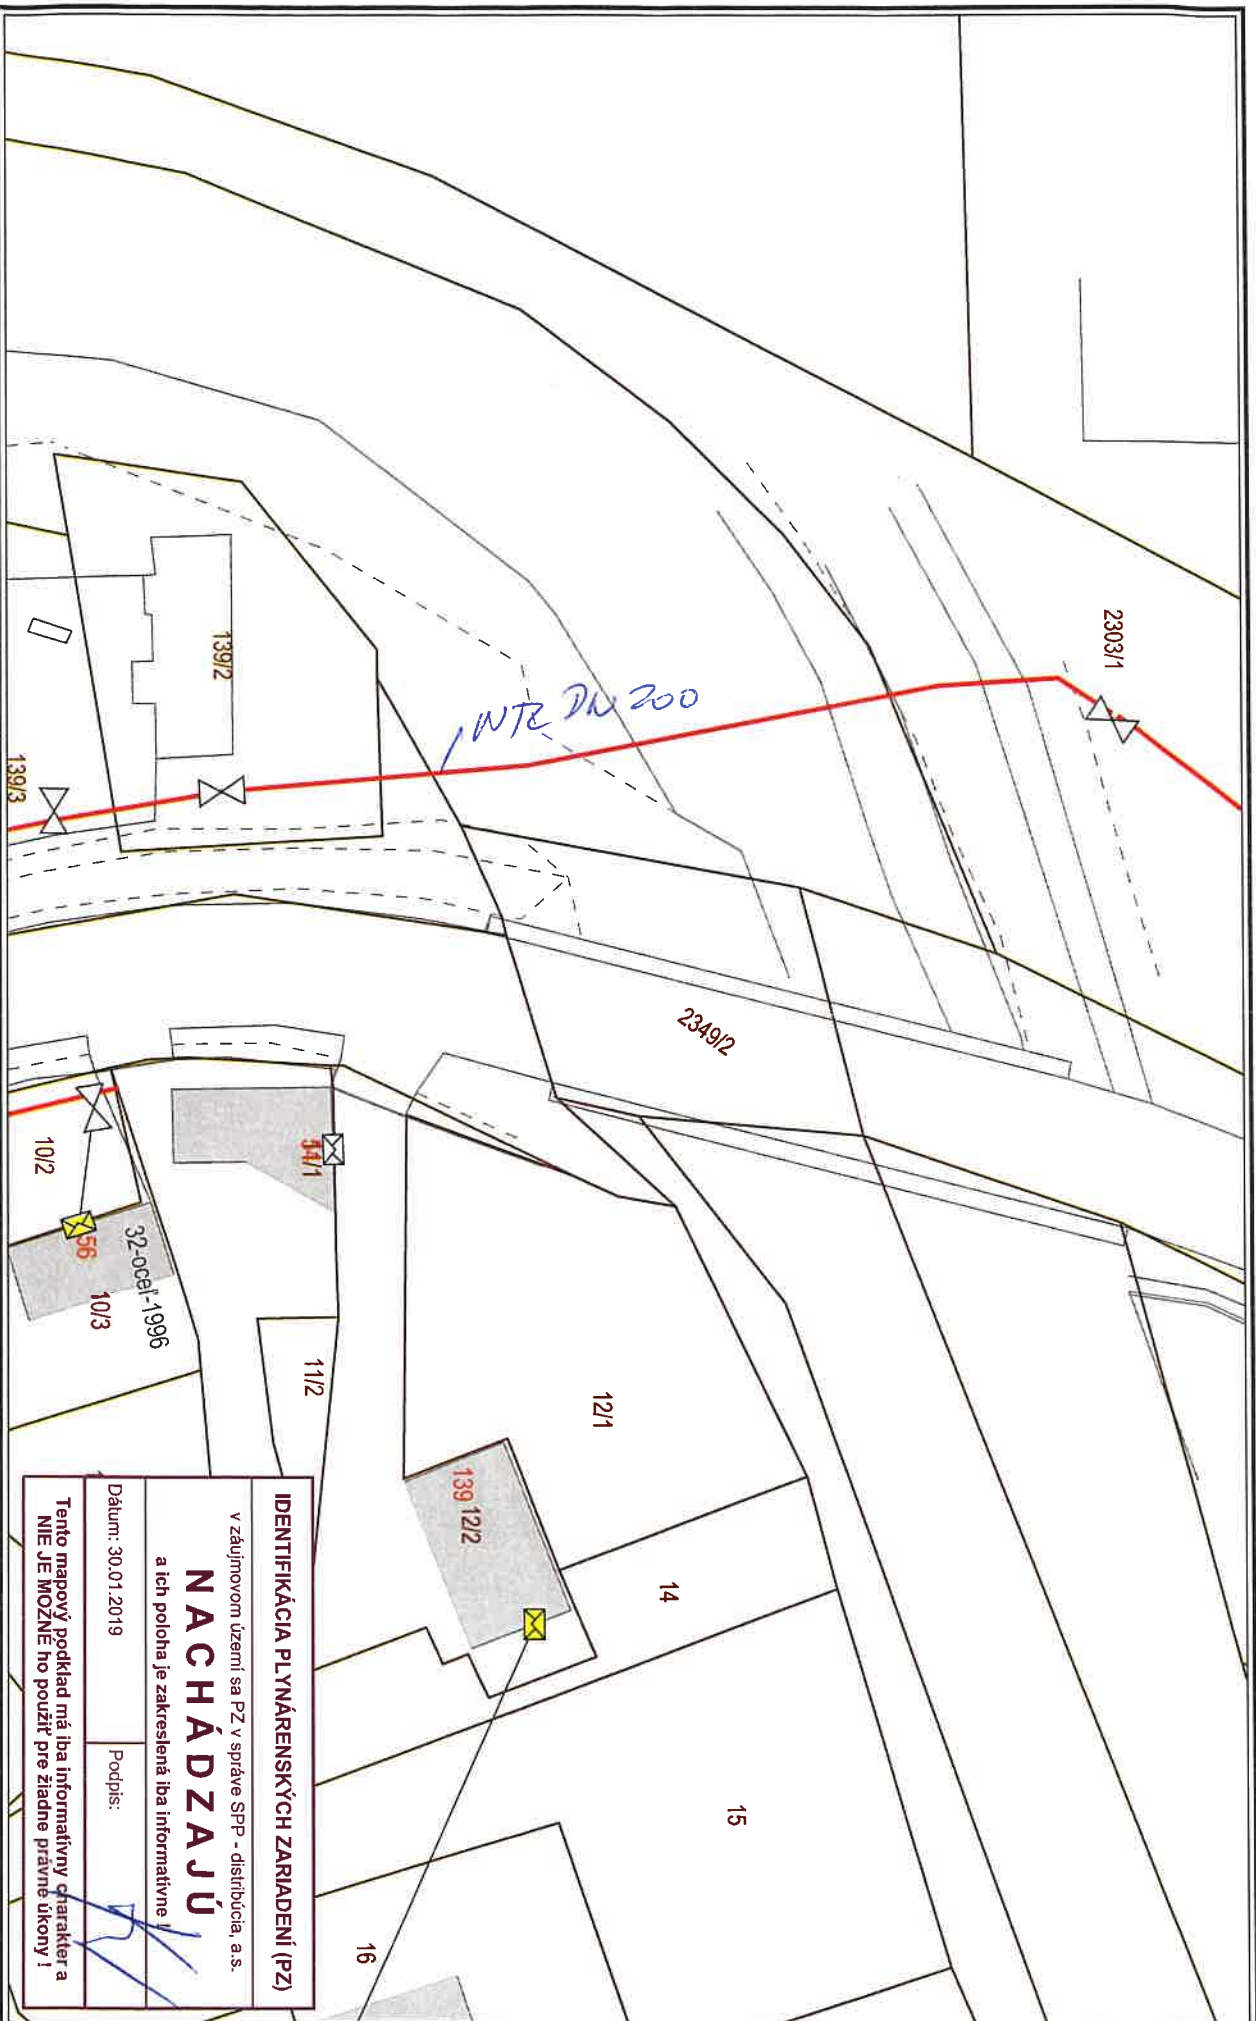 2303/1
NTZ DN 200
139/2
139/3
2349/2
10/2
54/1
56
32-oceľ-1996
10/3
11/2
12/1
139 12/2
14
15
16
IDENTIFIKÁCIA PLYNÁRENSKÝCH ZARIADENÍ (PZ)
v záujmovom území sa PZ v správe SPP - distribúcia, a.s.
NACHÁDZAJÚ
a ich poloha je zakreslená iba informatívne !
Dátum: 30.01.2019
Podpis:
Tento mapový podklad má iba informatívny charakter a
NIE JE MOŽNÉ ho použiť pre žiadne právne úkony !